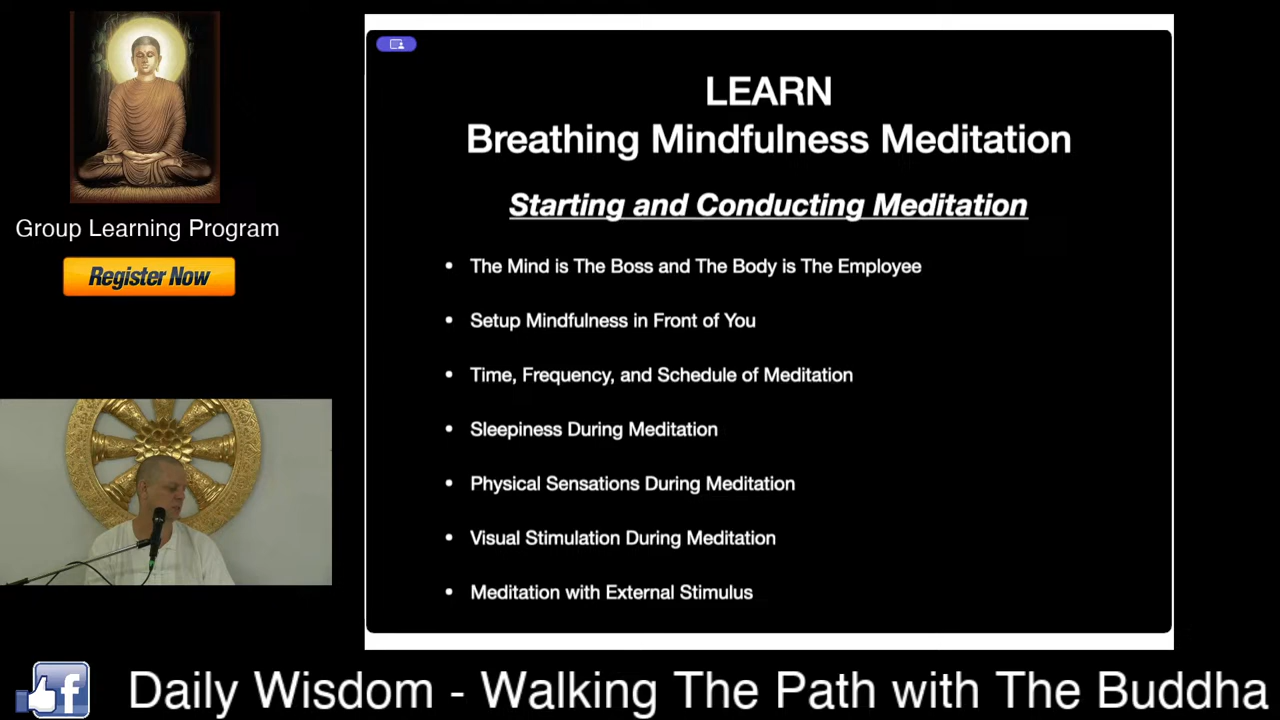 Group Learning Program
Register Now
LEARN
Breathing Mindfulness Meditation
Starting and Conducting Meditation
• The Mind is The Boss and The Body is The Employee
• Setup Mindfulness in Front of You
• Time, Frequency, and Schedule of Meditation
• Sleepiness During Meditation
• Physical Sensations During Meditation
• Visual Stimulation During Meditation
• Meditation with External Stimulus
f Daily Wisdom - Walking The Path with The Buddha